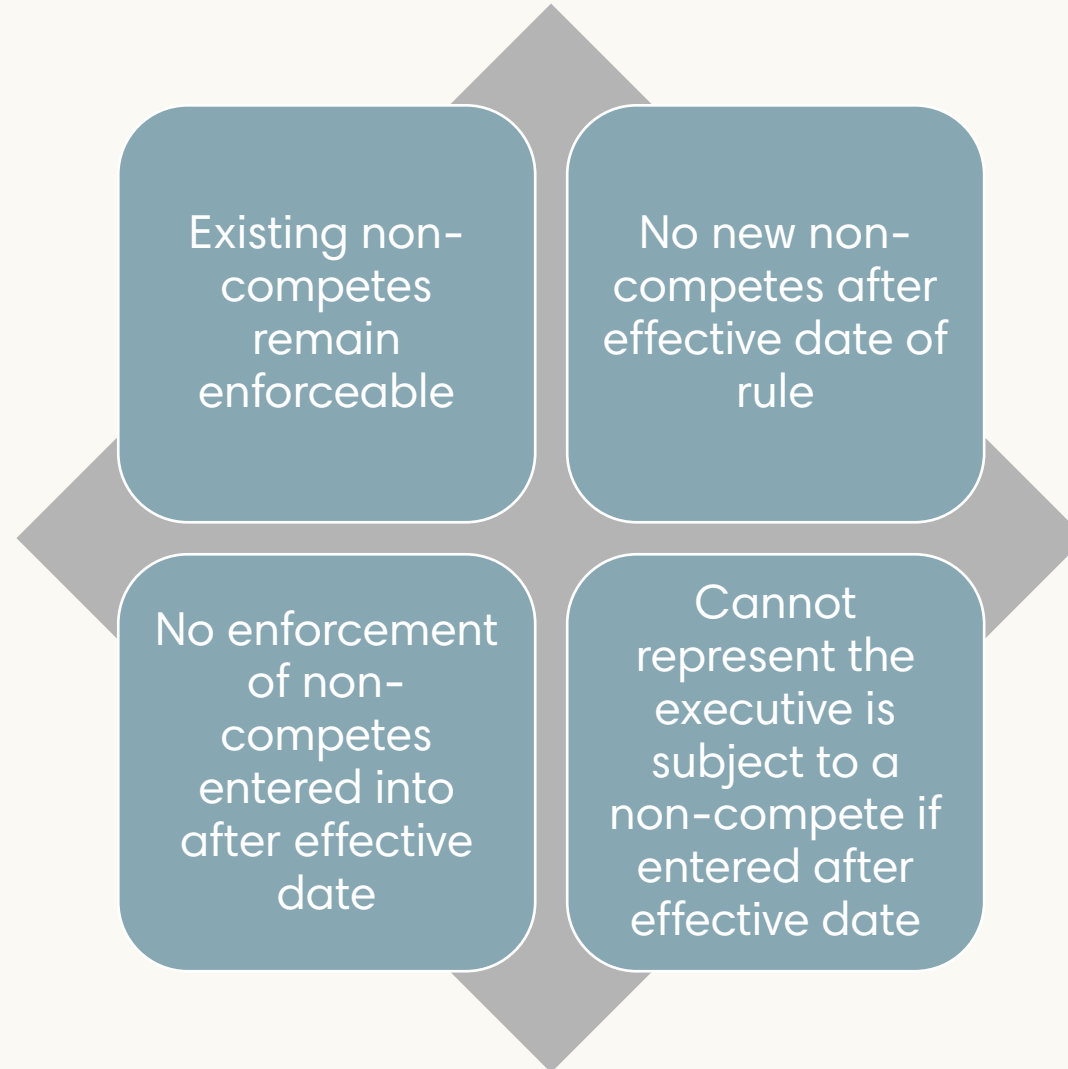 Existing non-
competes
remain
enforceable
No new non-
competes after
effective date of
rule
No enforcement
of non-
competes
entered into
after effective
date
Cannot
represent the
executive is
subject to a
non-compete if
entered after
effective date